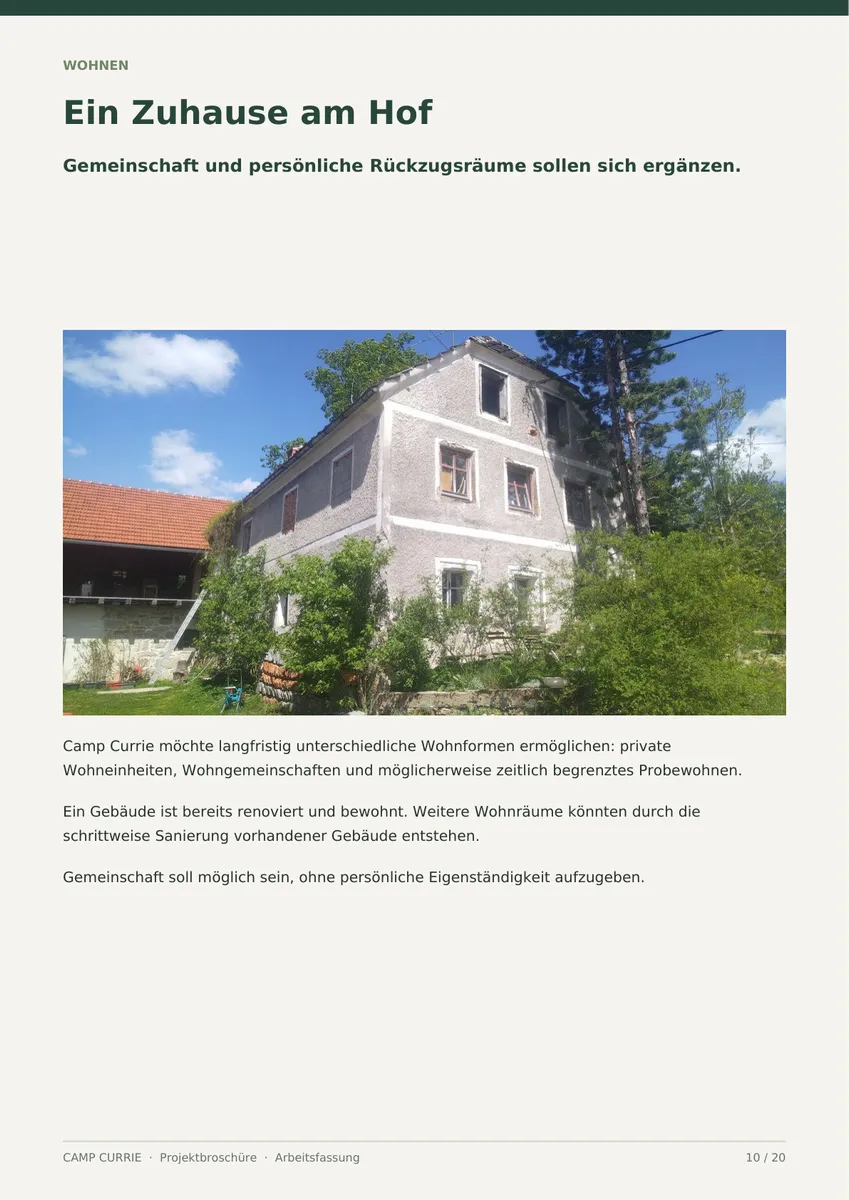 WOHNEN
Ein Zuhause am Hof
Gemeinschaft und persönliche Rückzugsräume sollen sich ergänzen.
Camp Currie möchte langfristig unterschiedliche Wohnformen ermöglichen: private
Wohneinheiten, Wohngemeinschaften und möglicherweise zeitlich begrenztes Probewohnen.
Ein Gebäude ist bereits renoviert und bewohnt. Weitere Wohnräume könnten durch die
schrittweise Sanierung vorhandener Gebäude entstehen.
Gemeinschaft soll möglich sein, ohne persönliche Eigenständigkeit aufzugeben.
CAMP CURRIE · Projektbroschüre · Arbeitsfassung
10 / 20